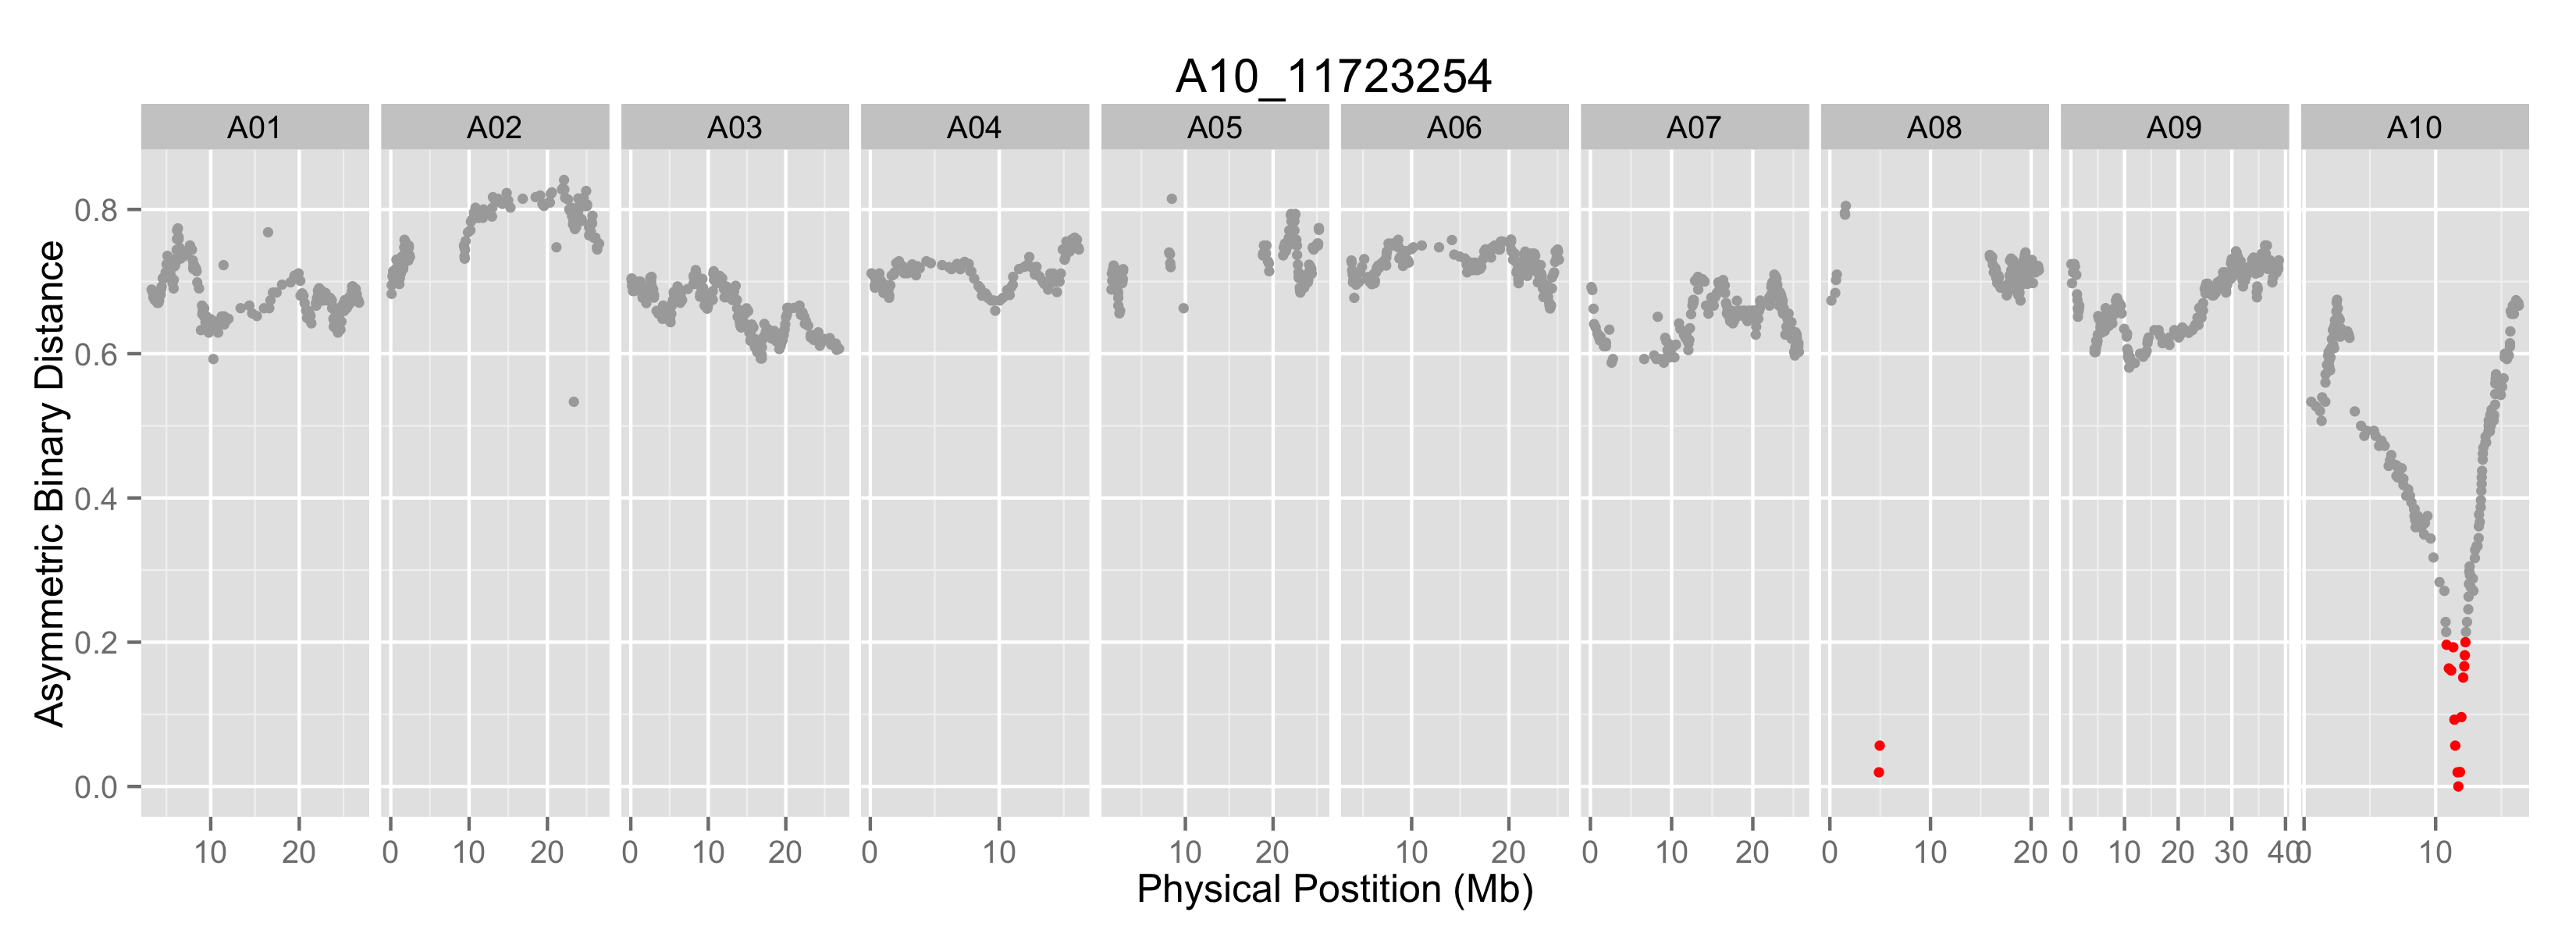 A10_11723254
A01 A02 A03 A04 A05 A06 A07 A08 A09 A10
Asymmetric Binary Distance
0.8
0.6
0.4
0.2
0.0
10 20 0 10 20 0 10 20 0 10 10 20 10 20 0 10 20 0 10 20 0 10 20 30 40 0 10
Physical Postition (Mb)